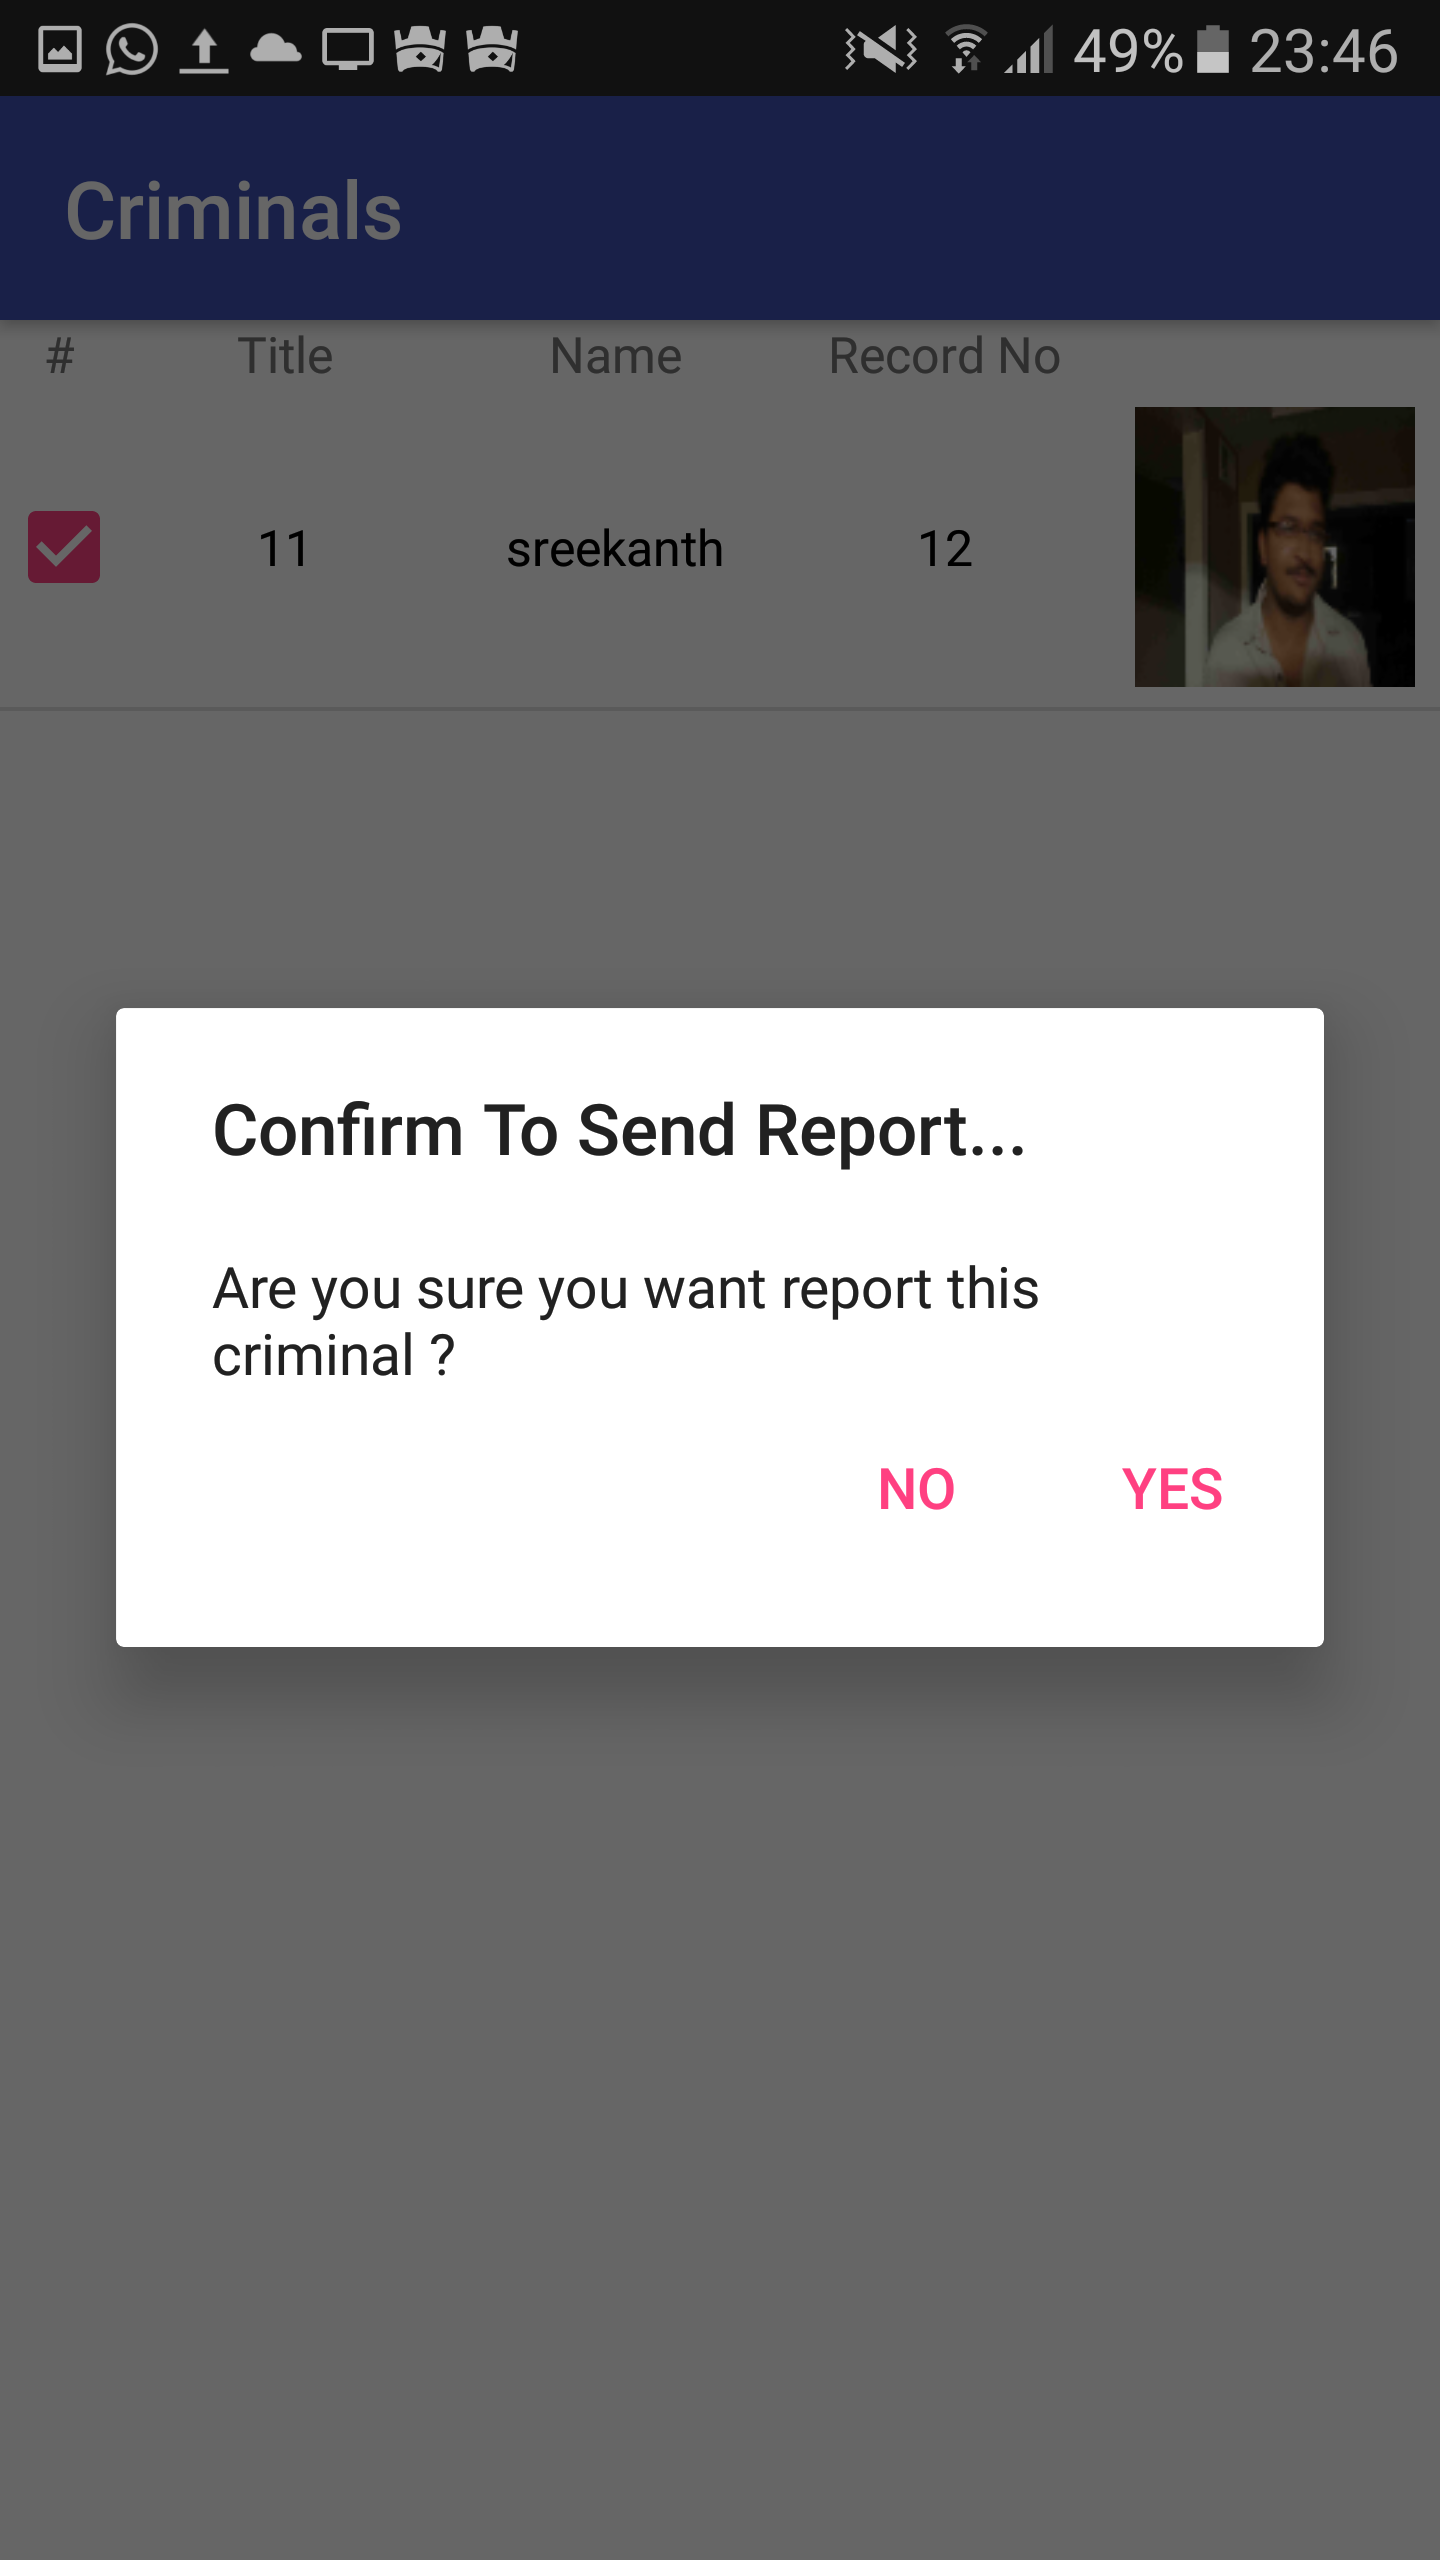 49% 23:46
Criminals
# Title Name Record No
11 sreekanth 12
Confirm To Send Report...
Are you sure you want report this
criminal ?
NO YES